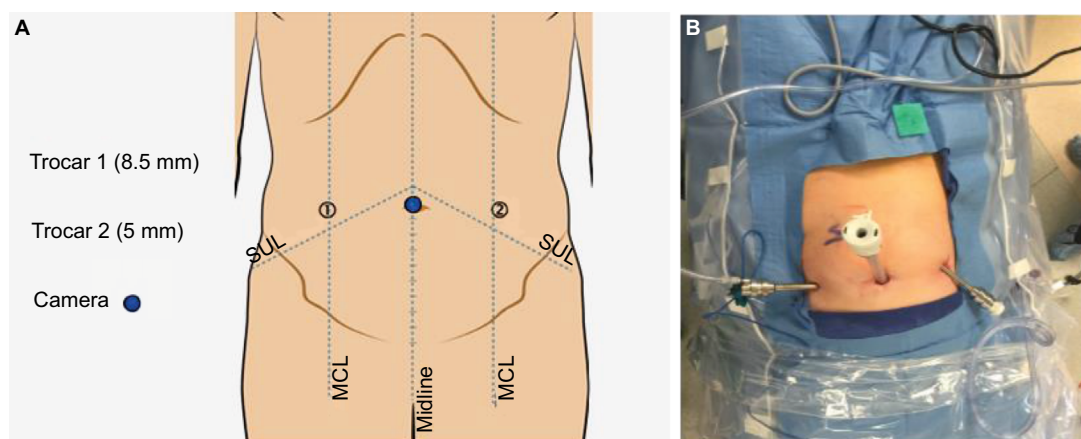 A
Trocar 1 (8.5 mm)
Trocar 2 (5 mm)
Camera
①
②
SUL
SUL
MCL
Midline
MCL
B